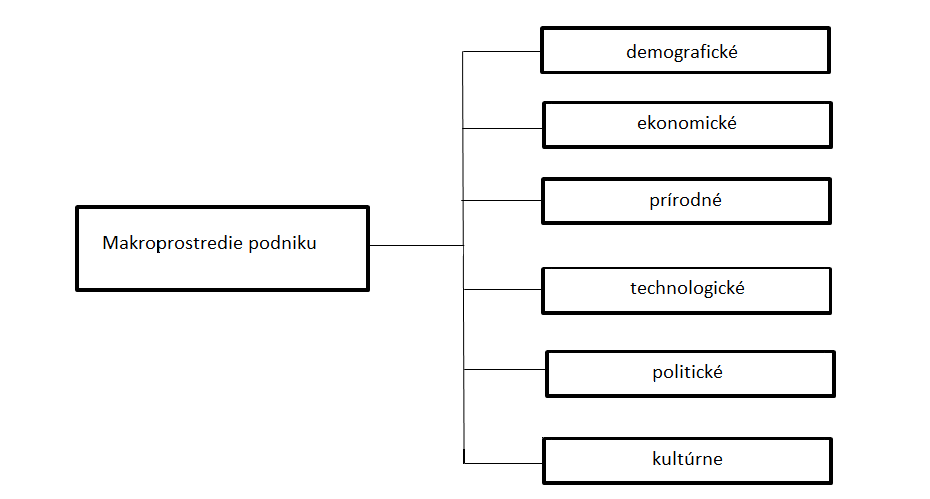 Makroprostredie podniku
demografické
ekonomické
prírodné
technologické
politické
kultúrne